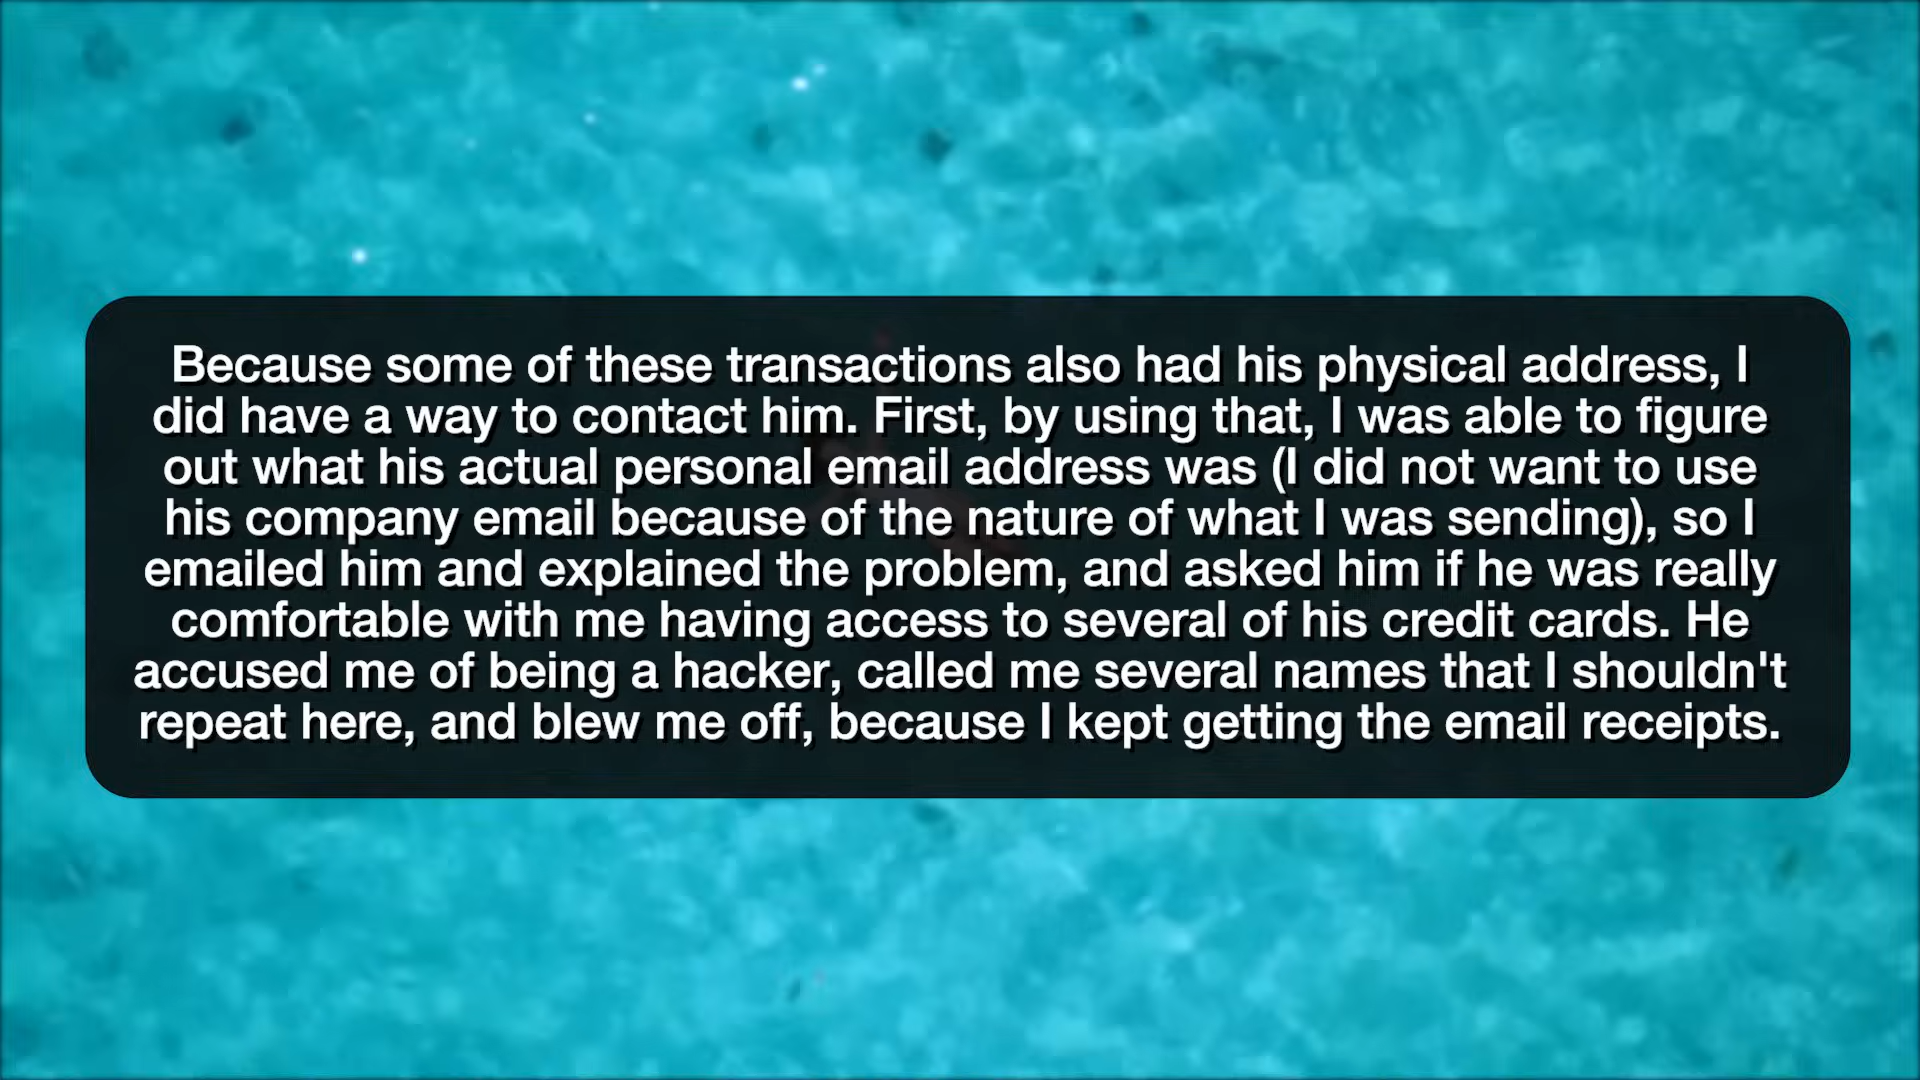 Because some of these transactions also had his physical address, I
did have a way to contact him. First, by using that, I was able to figure
out what his actual personal email address was (I did not want to use
his company email because of the nature of what I was sending), so I
emailed him and explained the problem, and asked him if he was really
comfortable with me having access to several of his credit cards. He
accused me of being a hacker, called me several names that I shouldn't
repeat here, and blew me off, because I kept getting the email receipts.